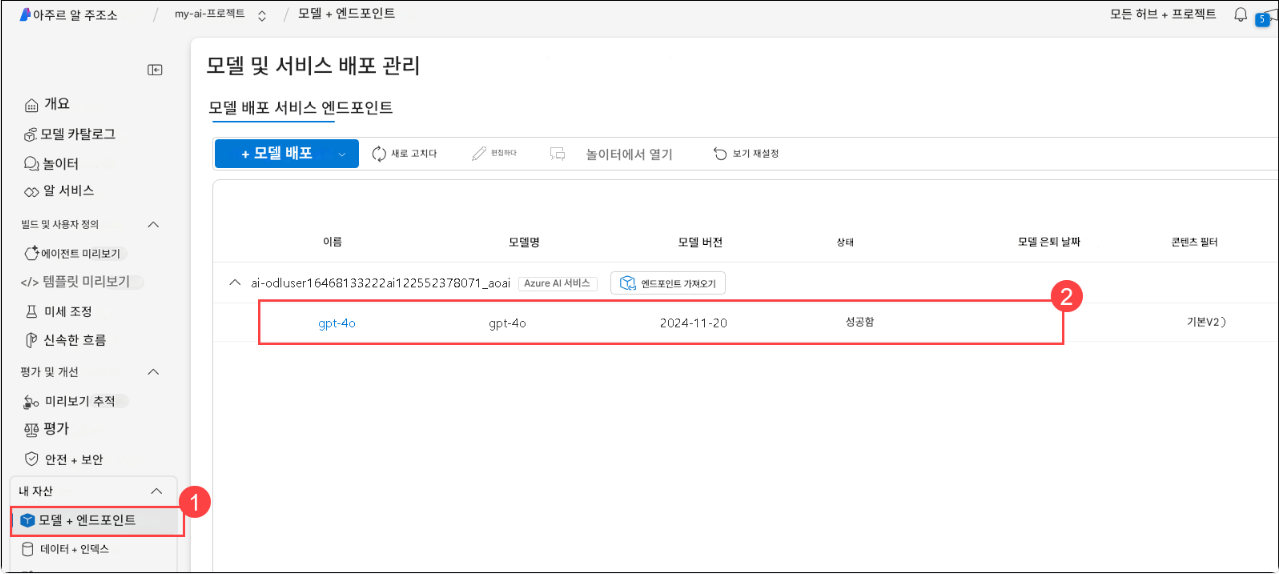 아주르 알 주조소 / my-ai-프로젝트 / 모델 + 엔드포인트
모든 허브 + 프로젝트
5
모델 및 서비스 배포 관리
모델 배포 서비스 엔드포인트
+ 모델 배포
새로 고치다
편집하다
놀이터에서 열기
보기 재설정
개요
모델 카탈로그
놀이터
알 서비스
빌드 및 사용자 정의
에이전트 미리보기
</> 템플릿 미리보기
미세 조정
신속한 흐름
평가 및 개선
미리보기 추적
평가
안전 + 보안
내 자산
1
모델 + 엔드포인트
데이터 + 인덱스
이름 모델명 모델 버전 상태 모델 은퇴 날짜 콘텐츠 필터
ai-odluser16468133222ai122552378071_aoai Azure AI 서비스 엔드포인트 가져오기
2
gpt-4o gpt-4o 2024-11-20 성공함 기본V2)